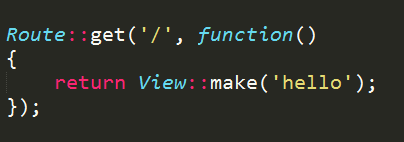 Route::get('/', function()
{
    return View::make('hello');
});